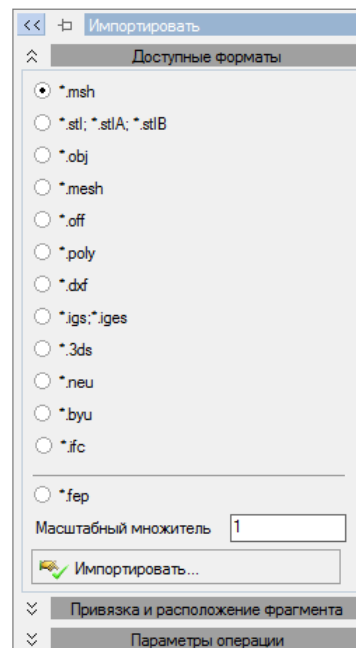 << Импортировать
Доступные форматы
*.msh
*.stl; *.stlA; *.stlB
*.obj
*.mesh
*.off
*.poly
*.dxf
*.igs;*.iges
*.3ds
*.neu
*.byu
*.ifc
*.fep
Масштабный множитель 1
Импортировать...
Привязка и расположение фрагмента
Параметры операции